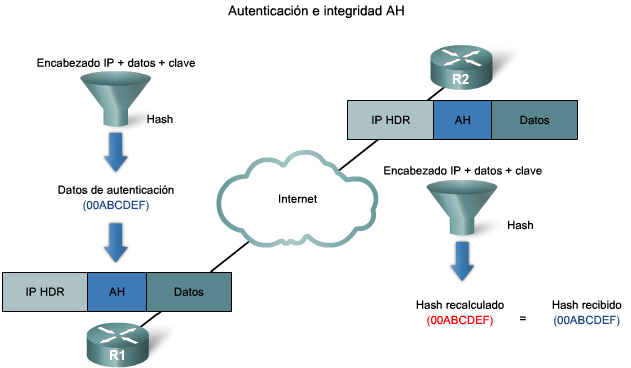 Autenticación e integridad AH
Encabezado IP + datos + clave
Hash
Datos de autenticación
(00ABCDEF)
IP HDR
AH
Datos
R1
Internet
R2
IP HDR
AH
Datos
Encabezado IP + datos + clave
Hash
Hash recalculado
(00ABCDEF)
=
Hash recibido
(00ABCDEF)